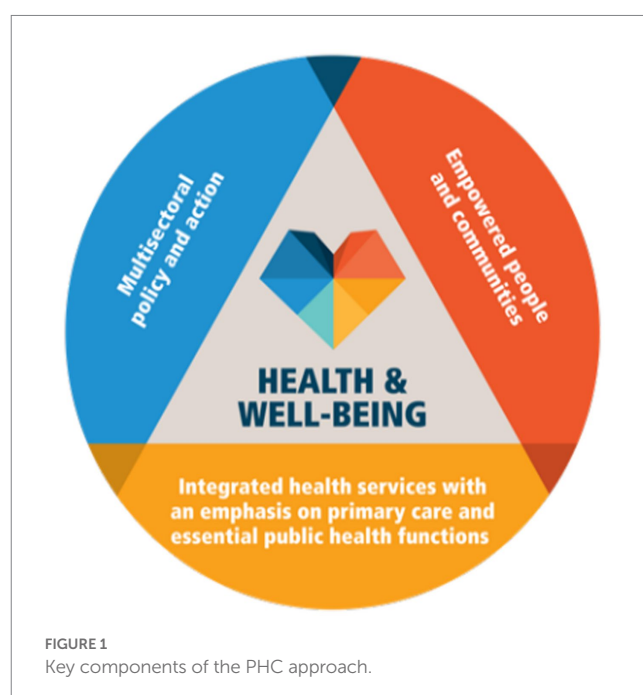 Multisectoral
policy and action
Empowered people
and communities
HEALTH &
WELL-BEING
Integrated health services with
an emphasis on primary care and
essential public health functions
FIGURE 1
Key components of the PHC approach.